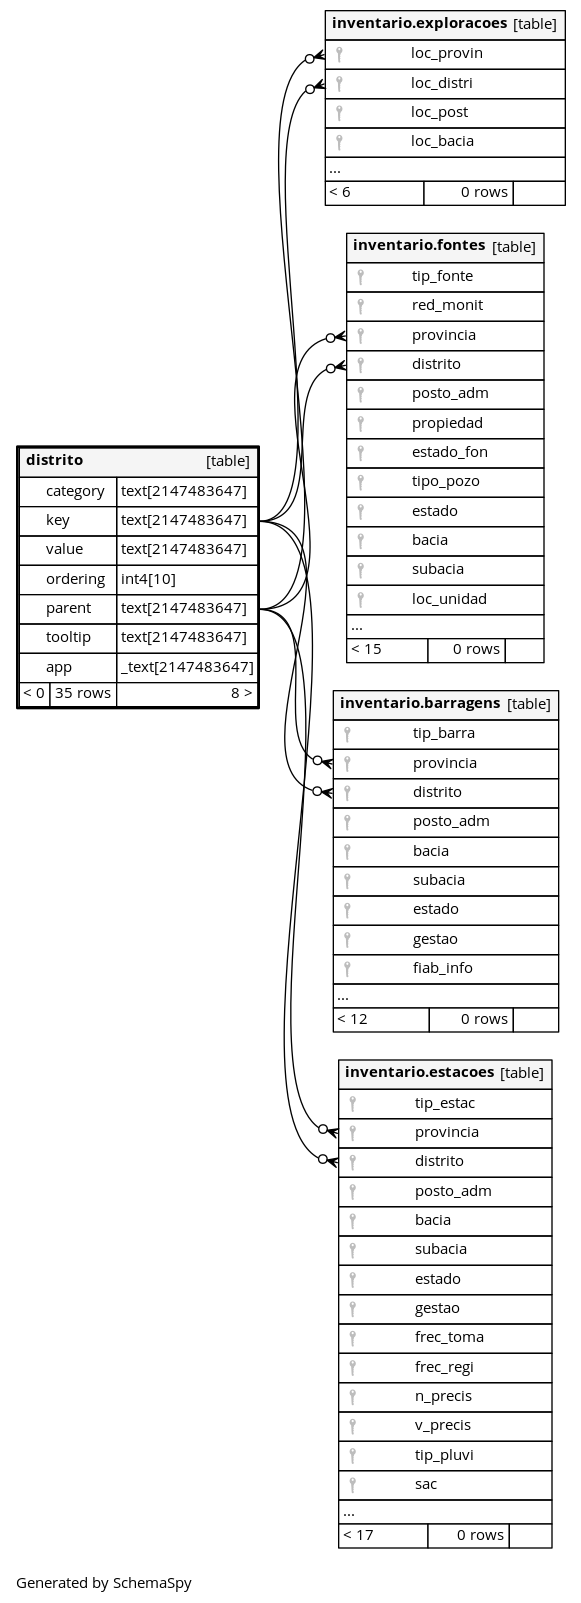 inventario.exploracoes [table]
loc_provin
loc_distri
loc_post
loc_bacia
...
< 6 0 rows
inventario.fontes [table]
tip_fonte
red_monit
provincia
distrito
posto_adm
propiedad
estado_fon
tipo_pozo
estado
bacia
subacia
loc_unidad
...
< 15 0 rows
distrito [table]
category text[2147483647]
key text[2147483647]
value text[2147483647]
ordering int4[10]
parent text[2147483647]
tooltip text[2147483647]
app _text[2147483647]
< 0 35 rows 8 >
inventario.barragens [table]
tip_barra
provincia
distrito
posto_adm
bacia
subacia
estado
gestao
fiab_info
...
< 12 0 rows
inventario.estacoes [table]
tip_estac
provincia
distrito
posto_adm
bacia
subacia
estado
gestao
frec_toma
frec_regi
n_precis
v_precis
tip_pluvi
sac
...
< 17 0 rows
Generated by SchemaSpy